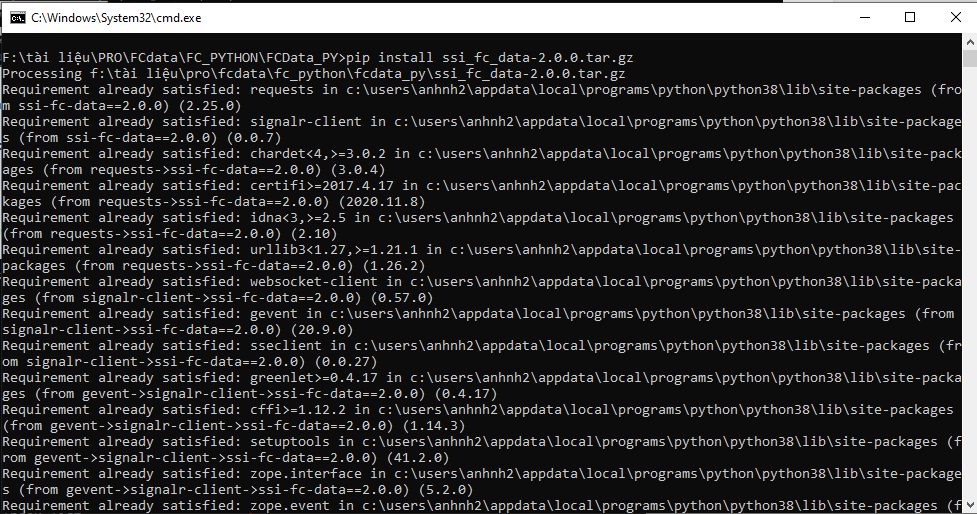 C:\Windows\System32\cmd.exe
F:\tài liệu\PRO\FCdata\FC_PYTHON\FCData_PY>pip install ssi_fc_data-2.0.0.tar.gz
Processing f:\tài liệu\pro\fcdata\fc_python\fcdata_py\ssi_fc_data-2.0.0.tar.gz
Requirement already satisfied: requests in c:\users\anhnh2\appdata\local\programs\python\python38\lib\site-packages (fro
m ssi-fc-data==2.0.0) (2.25.0)
Requirement already satisfied: signalr-client in c:\users\anhnh2\appdata\local\programs\python\python38\lib\site-package
s (from ssi-fc-data==2.0.0) (0.0.7)
Requirement already satisfied: chardet<4,>=3.0.2 in c:\users\anhnh2\appdata\local\programs\python\python38\lib\site-pack
ages (from requests->ssi-fc-data==2.0.0) (3.0.4)
Requirement already satisfied: certifi>=2017.4.17 in c:\users\anhnh2\appdata\local\programs\python\python38\lib\site-pac
kages (from requests->ssi-fc-data==2.0.0) (2020.11.8)
Requirement already satisfied: idna<3,>=2.5 in c:\users\anhnh2\appdata\local\programs\python\python38\lib\site-packages
(from requests->ssi-fc-data==2.0.0) (2.10)
Requirement already satisfied: urllib3<1.27,>=1.21.1 in c:\users\anhnh2\appdata\local\programs\python\python38\lib\site-
packages (from requests->ssi-fc-data==2.0.0) (1.26.2)
Requirement already satisfied: websocket-client in c:\users\anhnh2\appdata\local\programs\python\python38\lib\site-packa
ges (from signalr-client->ssi-fc-data==2.0.0) (0.57.0)
Requirement already satisfied: gevent in c:\users\anhnh2\appdata\local\programs\python\python38\lib\site-packages (from
signalr-client->ssi-fc-data==2.0.0) (20.9.0)
Requirement already satisfied: sseclient in c:\users\anhnh2\appdata\local\programs\python\python38\lib\site-packages (fr
om signalr-client->ssi-fc-data==2.0.0) (0.0.27)
Requirement already satisfied: greenlet>=0.4.17 in c:\users\anhnh2\appdata\local\programs\python\python38\lib\site-packa
ges (from gevent->signalr-client->ssi-fc-data==2.0.0) (0.4.17)
Requirement already satisfied: cffi>=1.12.2 in c:\users\anhnh2\appdata\local\programs\python\python38\lib\site-packages
(from gevent->signalr-client->ssi-fc-data==2.0.0) (1.14.3)
Requirement already satisfied: setuptools in c:\users\anhnh2\appdata\local\programs\python\python38\lib\site-packages (f
rom gevent->signalr-client->ssi-fc-data==2.0.0) (41.2.0)
Requirement already satisfied: zope.interface in c:\users\anhnh2\appdata\local\programs\python\python38\lib\site-package
s (from gevent->signalr-client->ssi-fc-data==2.0.0) (5.2.0)
Requirement already satisfied: zope.event in c:\users\anhnh2\appdata\local\programs\python\python38\lib\site-packages (f